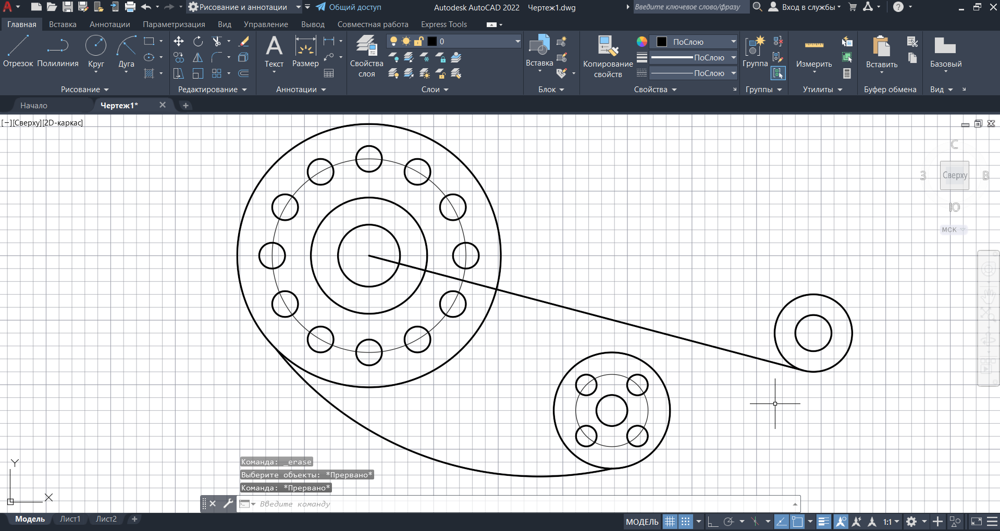 Рисование и аннотации
Общий доступ
Autodesk AutoCAD 2022 Чертеж1.dwg
Введите ключевое слово/фразу
Вход в службы
Главная Вставка Аннотации Параметризация Вид Управление Вывод Совместная работа Express Tools
Отрезок Полилиния Круг Дуга
Текст Размер
Свойства слоя
0
Вставка
Копирование свойств
ПоСлою
ПоСлою
ПоСлою
Группа
Измерить
Вставить
Базовый
Рисование Редактирование Аннотации Слои Блок Свойства Группы Утилиты Буфер обмена Вид
Начало Чертеж1*
[−][Сверху][2D-каркас]
С
З Сверху В
Ю
МСК
Y
X
Команда: _erase
Выберите объекты: *Прервано*
Команда: *Прервано*
Введите команду
Модель Лист1 Лист2
МОДЕЛЬ
1:1